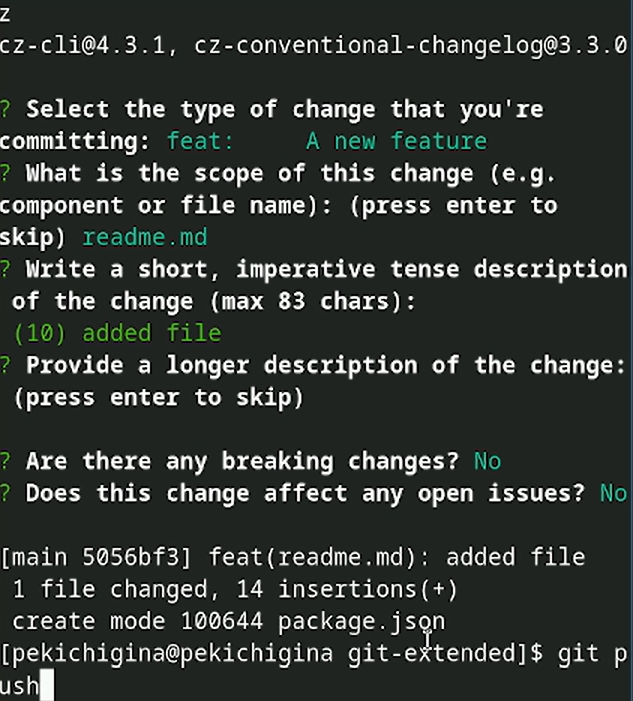 z
cz-cli@4.3.1, cz-conventional-changelog@3.3.0
? Select the type of change that you're
committing: feat:     A new feature
? What is the scope of this change (e.g.
component or file name): (press enter to
skip) readme.md
? Write a short, imperative tense description
 of the change (max 83 chars):
 (10) added file
? Provide a longer description of the change:
 (press enter to skip)
? Are there any breaking changes? No
? Does this change affect any open issues? No
[main 5056bf3] feat(readme.md): added file
 1 file changed, 14 insertions(+)
 create mode 100644 package.json
[pekichigina@pekichigina git-extended]$ git p
ush